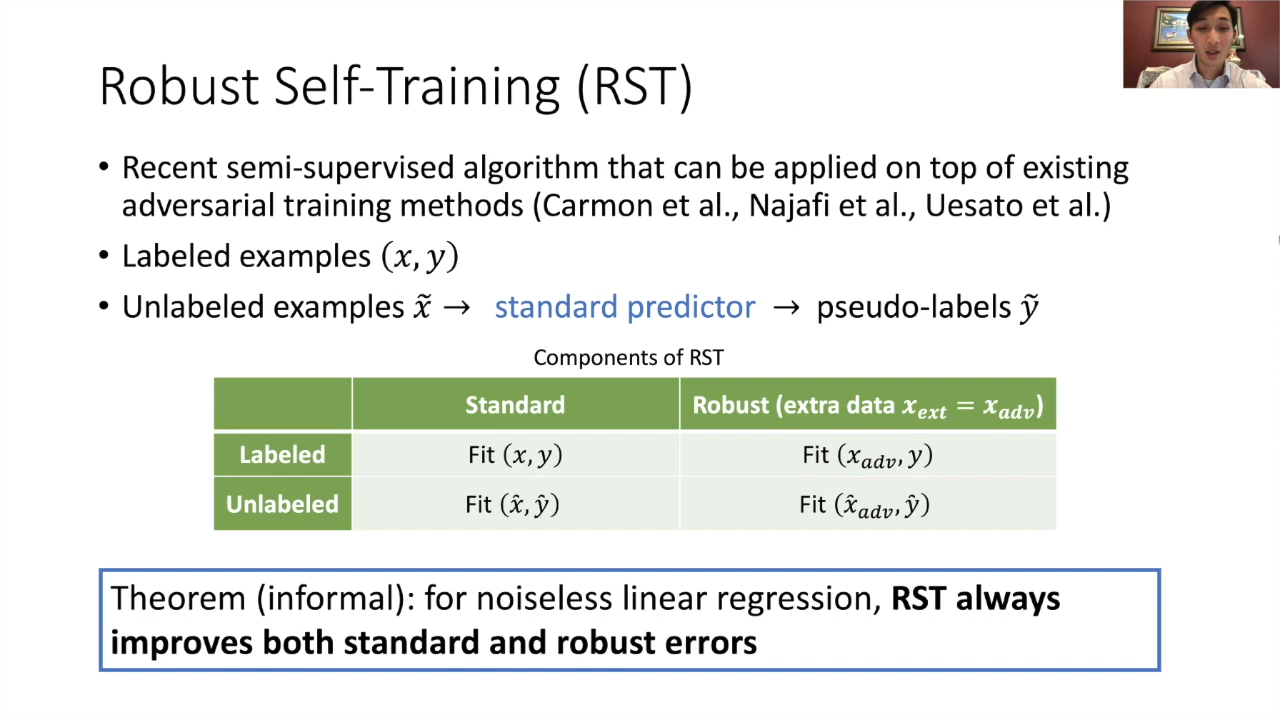 Robust Self-Training (RST)
• Recent semi-supervised algorithm that can be applied on top of existing
adversarial training methods (Carmon et al., Najafi et al., Uesato et al.)
• Labeled examples (x, y)
• Unlabeled examples x̃ → standard predictor → pseudo-labels ỹ
Components of RST
Standard Robust (extra data x_ext = x_adv)
Labeled Fit (x, y) Fit (x_adv, y)
Unlabeled Fit (x̂, ŷ) Fit (x̂_adv, ŷ)
Theorem (informal): for noiseless linear regression, RST always
improves both standard and robust errors